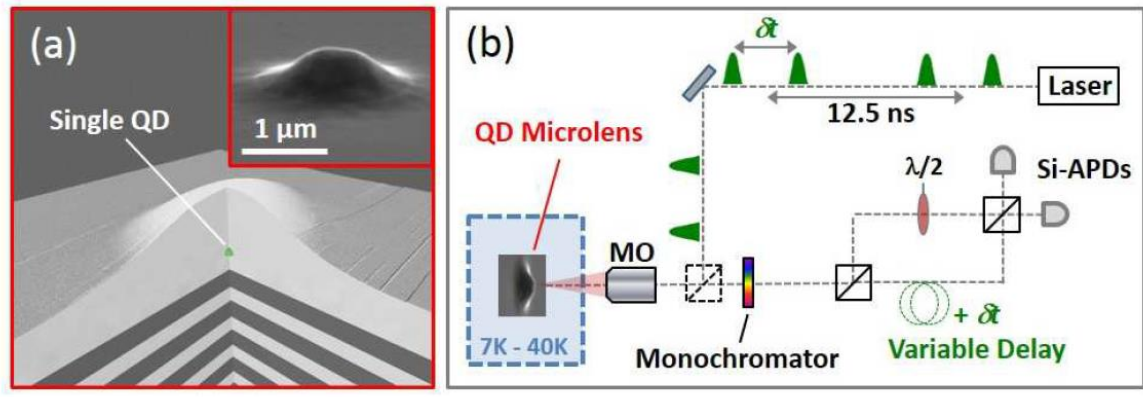 (a)
Single QD
1 μm
(b)
δt
12.5 ns
Laser
QD Microlens
λ/2
Si-APDs
MO
7K - 40K
Monochromator
+ δt
Variable Delay